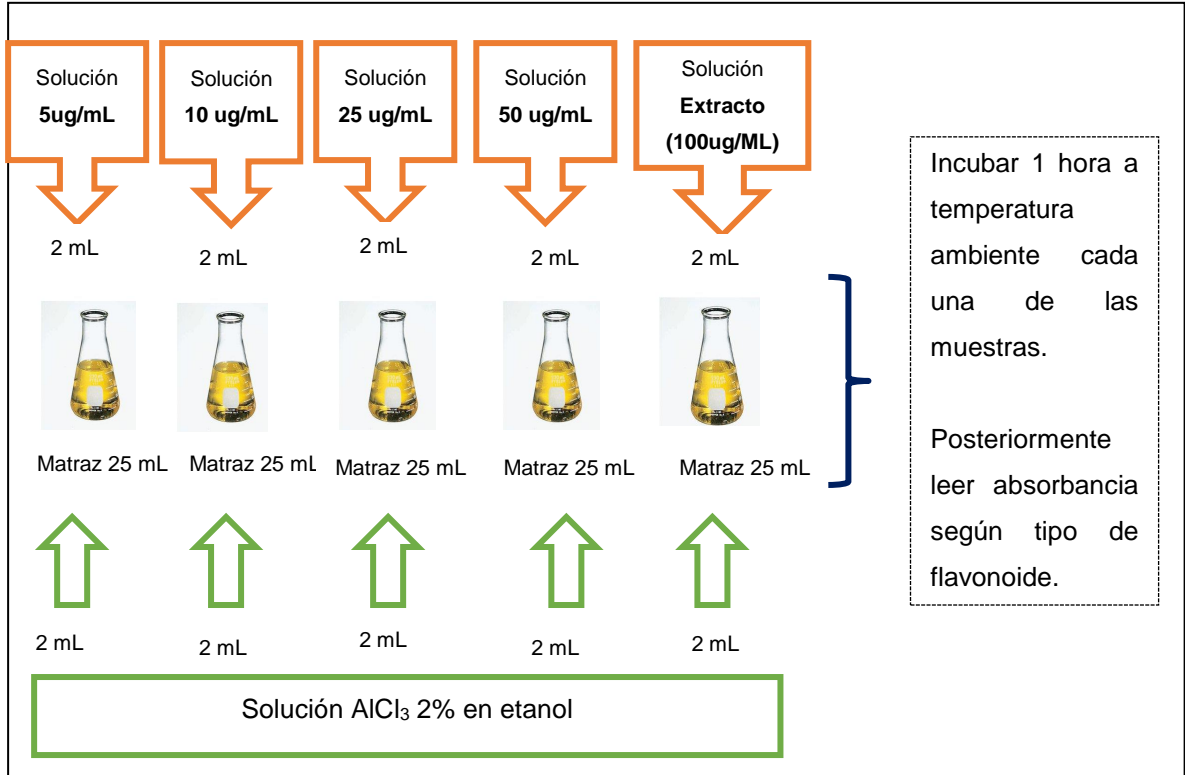 Solución
5ug/mL
Solución
10 ug/mL
Solución
25 ug/mL
Solución
50 ug/mL
Solución
Extracto
(100ug/ML)
2 mL
2 mL
2 mL
2 mL
2 mL
Matraz 25 mL
Matraz 25 mL
Matraz 25 mL
Matraz 25 mL
Matraz 25 mL
2 mL
2 mL
2 mL
2 mL
2 mL
Solución AlCl₃ 2% en etanol
Incubar 1 hora a
temperatura
ambiente cada
una de las
muestras.
Posteriormente
leer absorbancia
según tipo de
flavonoide.